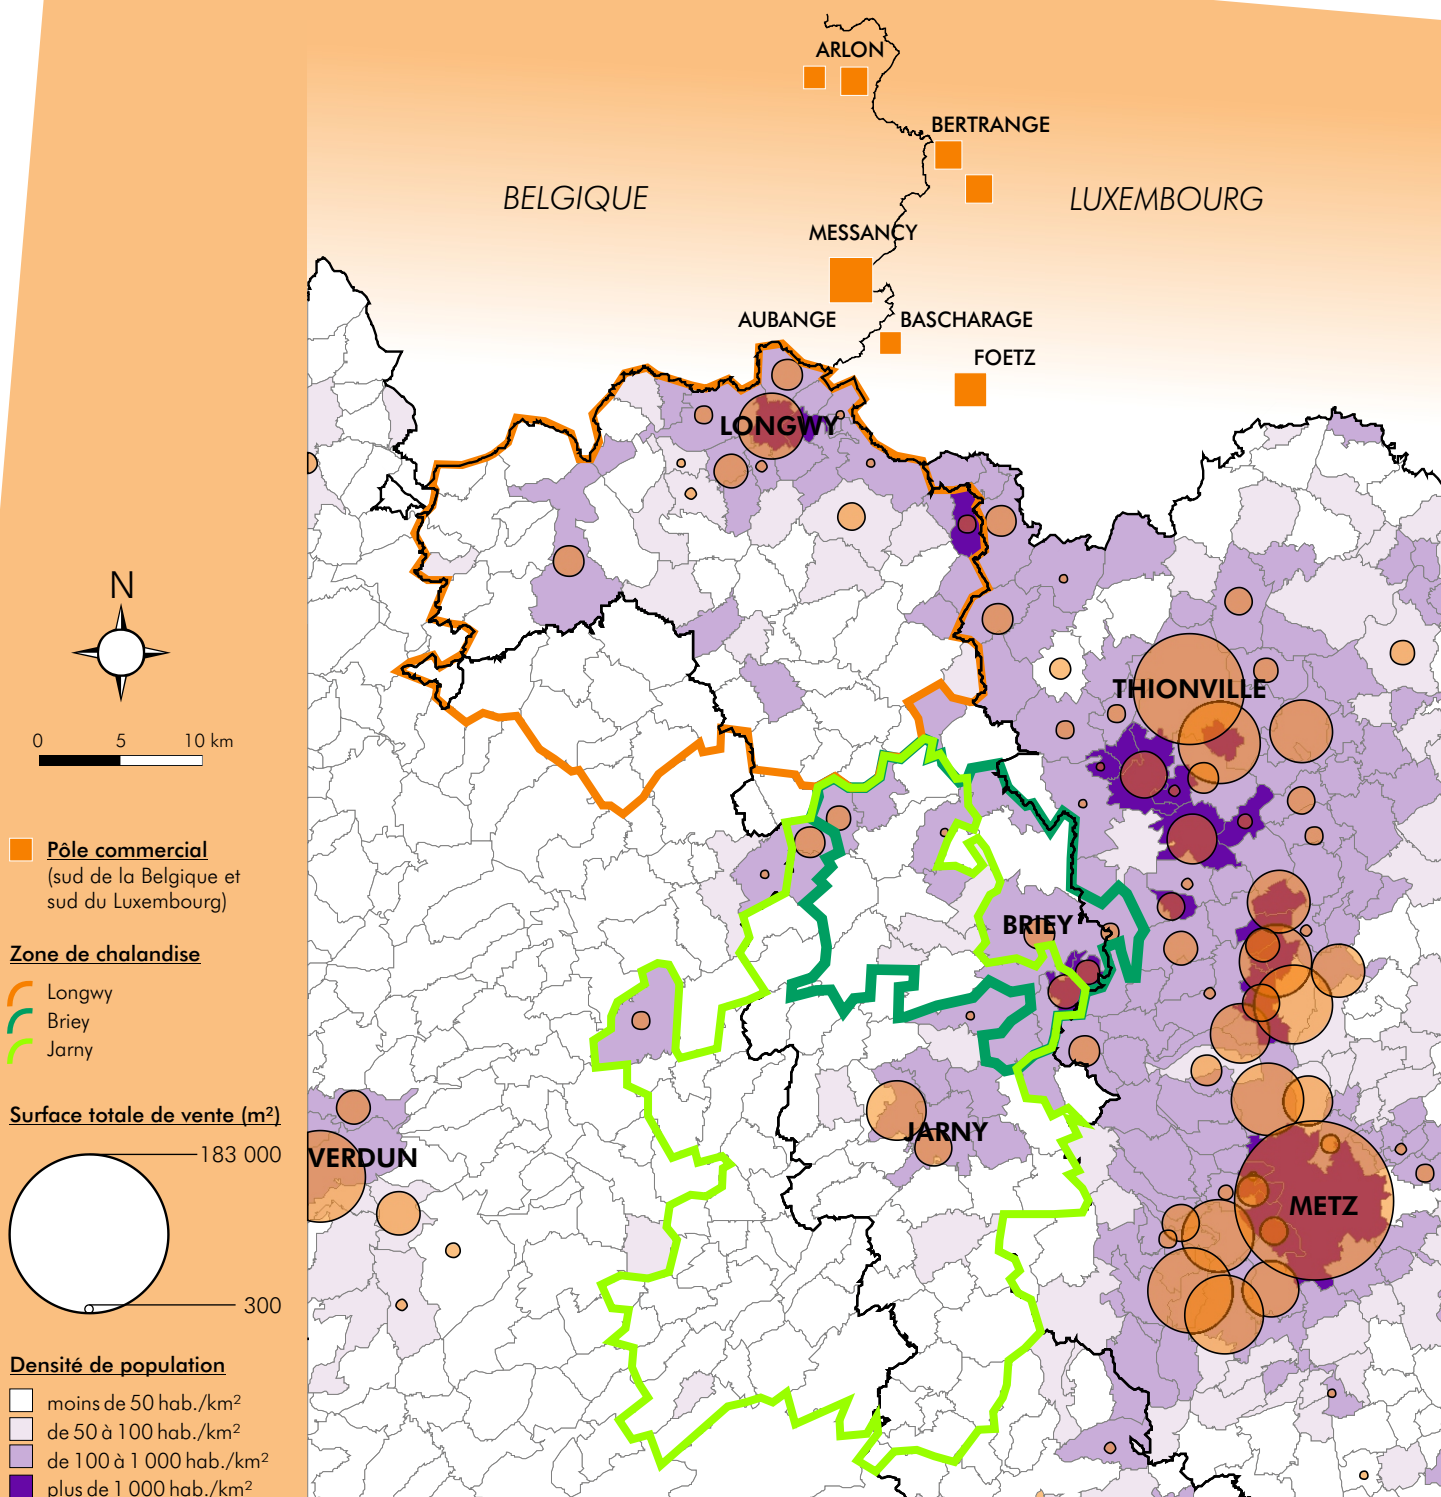 ARLON
BERTRANGE
BELGIQUE
LUXEMBOURG
MESSANCY
AUBANGE
BASCHARAGE
FOETZ
LONGWY
THIONVILLE
BRIEY
JARNY
VERDUN
METZ
N
0 5 10 km
Pôle commercial
(sud de la Belgique et
sud du Luxembourg)
Zone de chalandise
Longwy
Briey
Jarny
Surface totale de vente (m²)
183 000
300
Densité de population
moins de 50 hab./km²
de 50 à 100 hab./km²
de 100 à 1 000 hab./km²
plus de 1 000 hab./km²